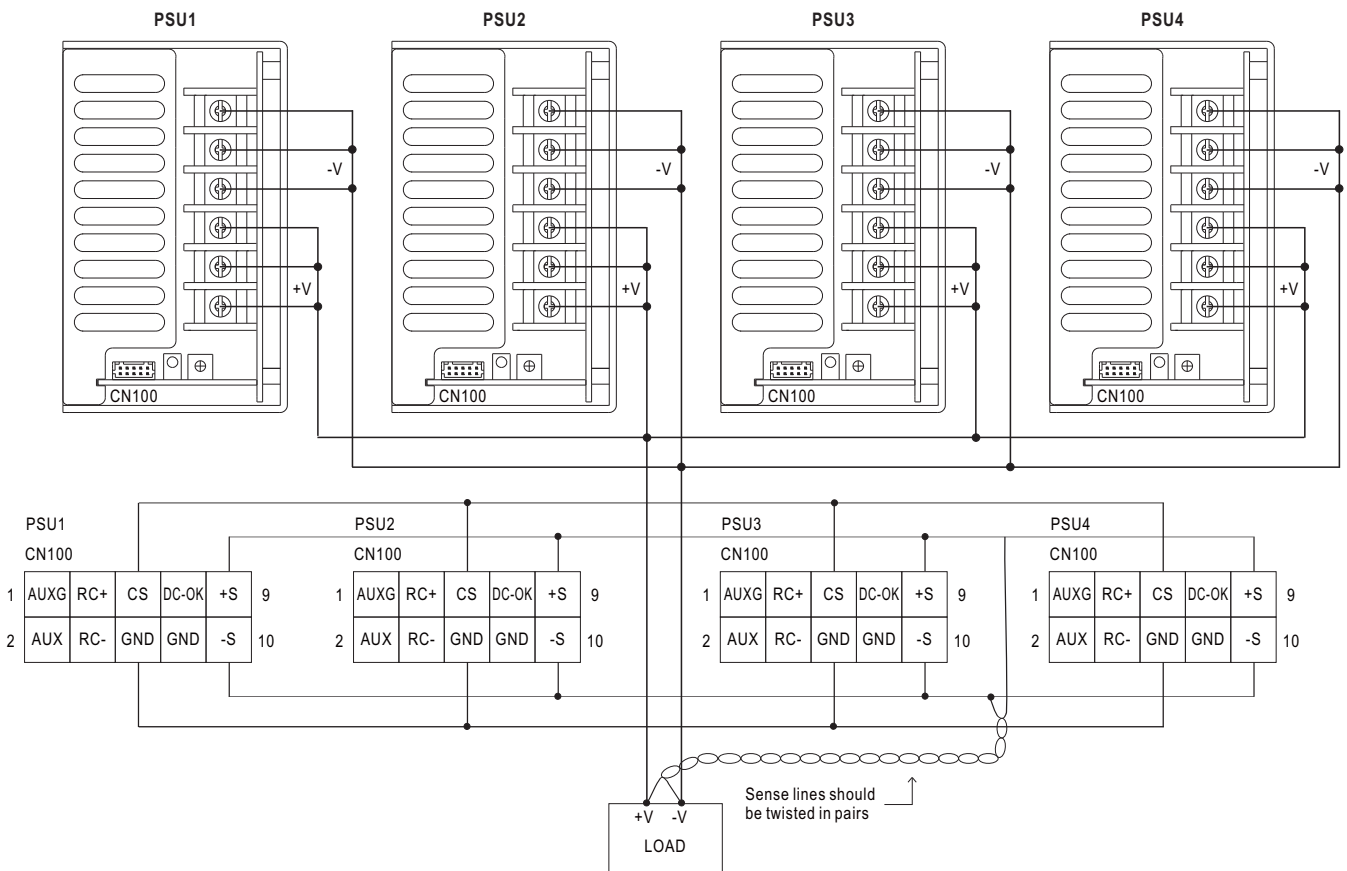 PSU1 PSU2 PSU3 PSU4
-V -V -V -V
+V +V +V +V
CN100 CN100 CN100 CN100
PSU1 PSU2 PSU3 PSU4
CN100 CN100 CN100 CN100
1 AUXG RC+ CS DC-OK +S 9 1 AUXG RC+ CS DC-OK +S 9 1 AUXG RC+ CS DC-OK +S 9 1 AUXG RC+ CS DC-OK +S 9
2 AUX RC- GND GND -S 10 2 AUX RC- GND GND -S 10 2 AUX RC- GND GND -S 10 2 AUX RC- GND GND -S 10
Sense lines should
be twisted in pairs
+V -V
LOAD